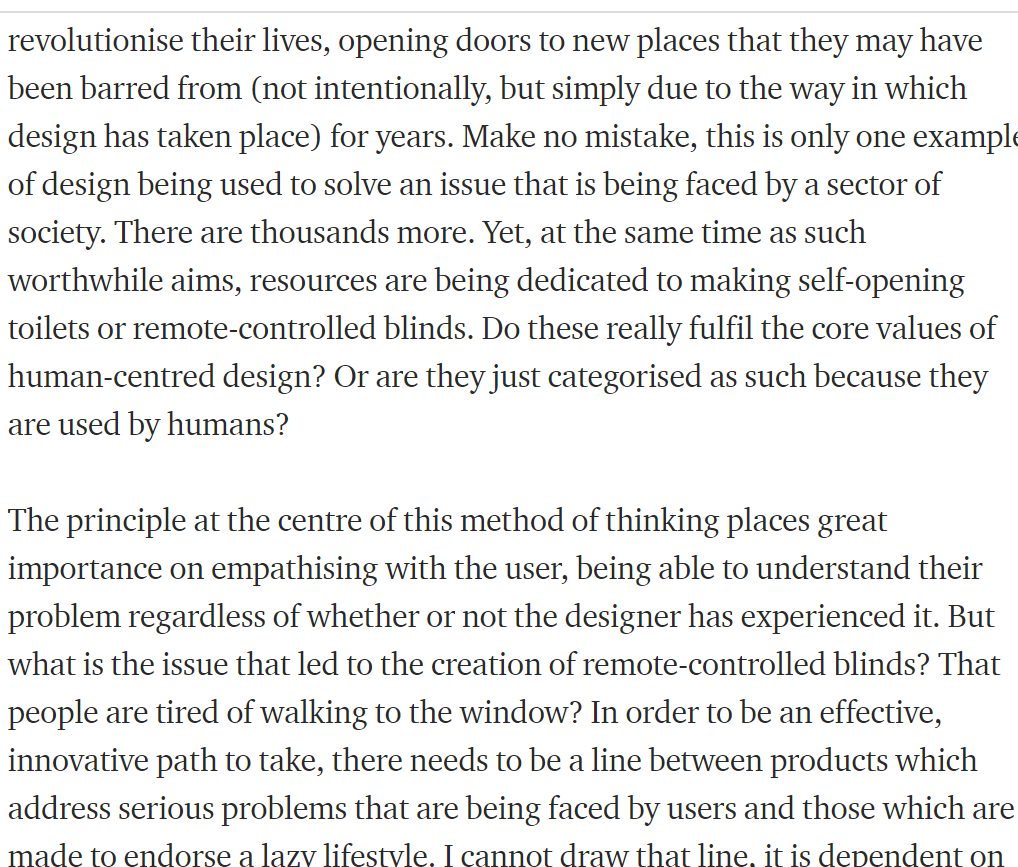 revolutionise their lives, opening doors to new places that they may have
been barred from (not intentionally, but simply due to the way in which
design has taken place) for years. Make no mistake, this is only one example
of design being used to solve an issue that is being faced by a sector of
society. There are thousands more. Yet, at the same time as such
worthwhile aims, resources are being dedicated to making self-opening
toilets or remote-controlled blinds. Do these really fulfil the core values of
human-centred design? Or are they just categorised as such because they
are used by humans?
The principle at the centre of this method of thinking places great
importance on empathising with the user, being able to understand their
problem regardless of whether or not the designer has experienced it. But
what is the issue that led to the creation of remote-controlled blinds? That
people are tired of walking to the window? In order to be an effective,
innovative path to take, there needs to be a line between products which
address serious problems that are being faced by users and those which are
made to endorse a lazy lifestyle. I cannot draw that line, it is dependent on